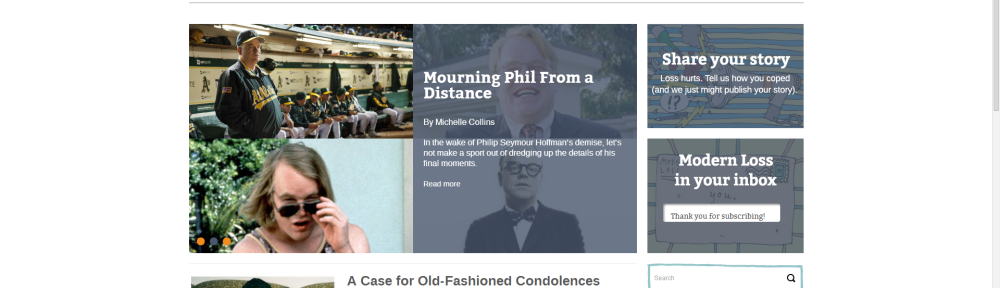 Mourning Phil From a
Distance
By Michelle Collins
In the wake of Philip Seymour Hoffman's demise, let's
not make a sport out of dredging up the details of his
final moments.
Read more
Share your story
Loss hurts. Tell us how you coped
(and we just might publish your story).
!?
Modern Loss
in your inbox
you.
Thank you for subscribing!
Search
A Case for Old-Fashioned Condolences